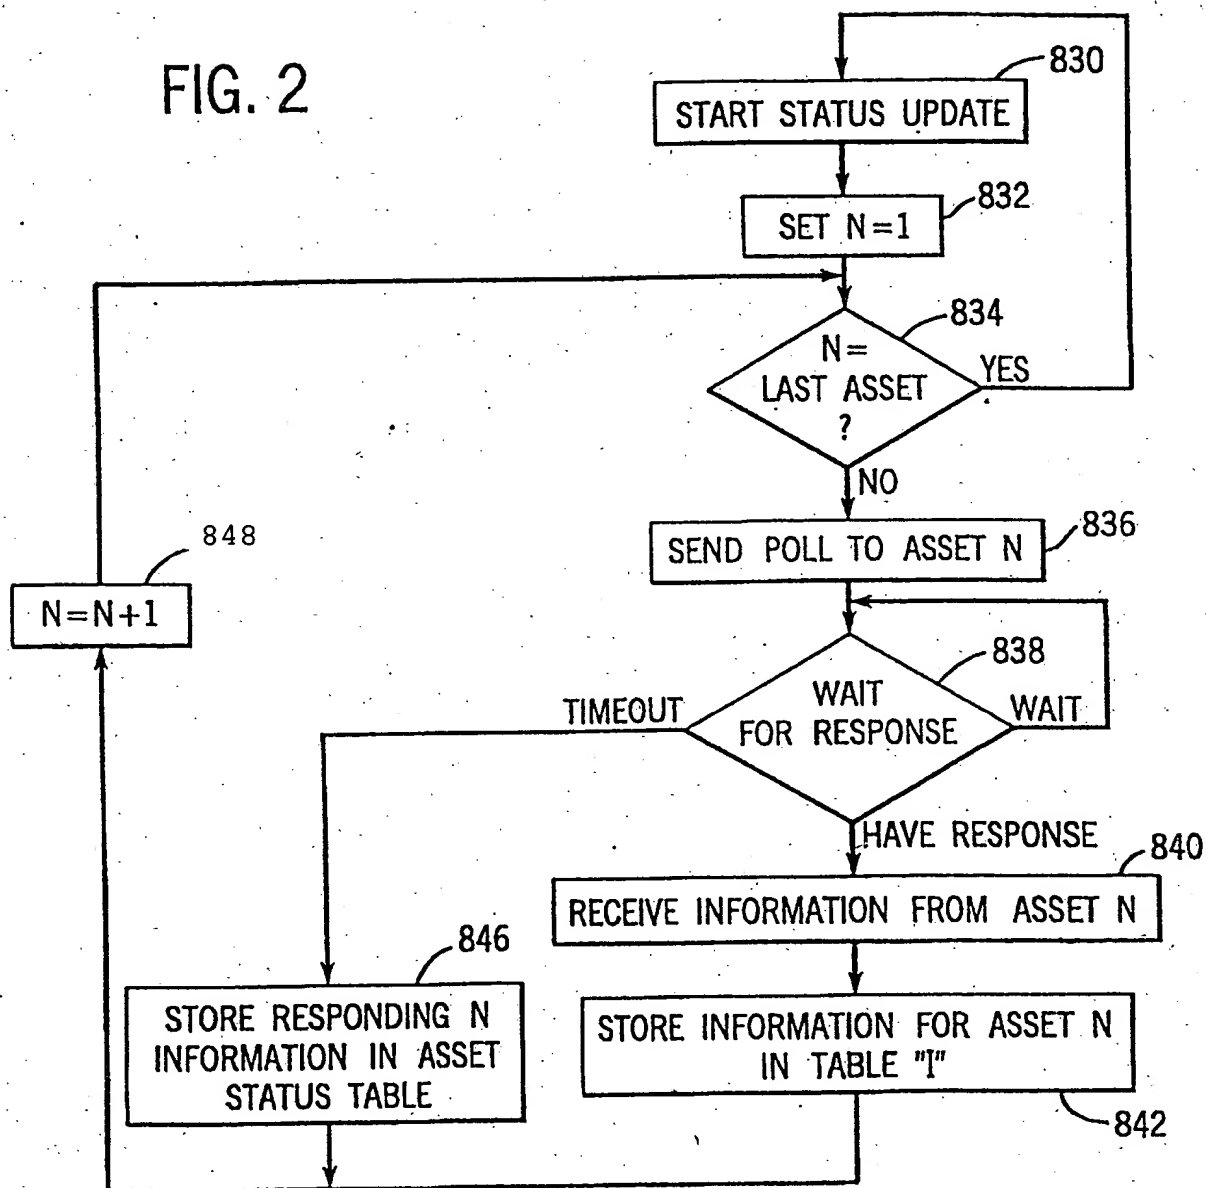 FIG. 2
830
START STATUS UPDATE
832
SET N=1
834
N=
LAST ASSET
?
YES
NO
836
SEND POLL TO ASSET N
848
N=N+1
838
WAIT
FOR RESPONSE
TIMEOUT
WAIT
HAVE RESPONSE
840
RECEIVE INFORMATION FROM ASSET N
846
STORE RESPONDING N
INFORMATION IN ASSET
STATUS TABLE
STORE INFORMATION FOR ASSET N
IN TABLE "I"
842